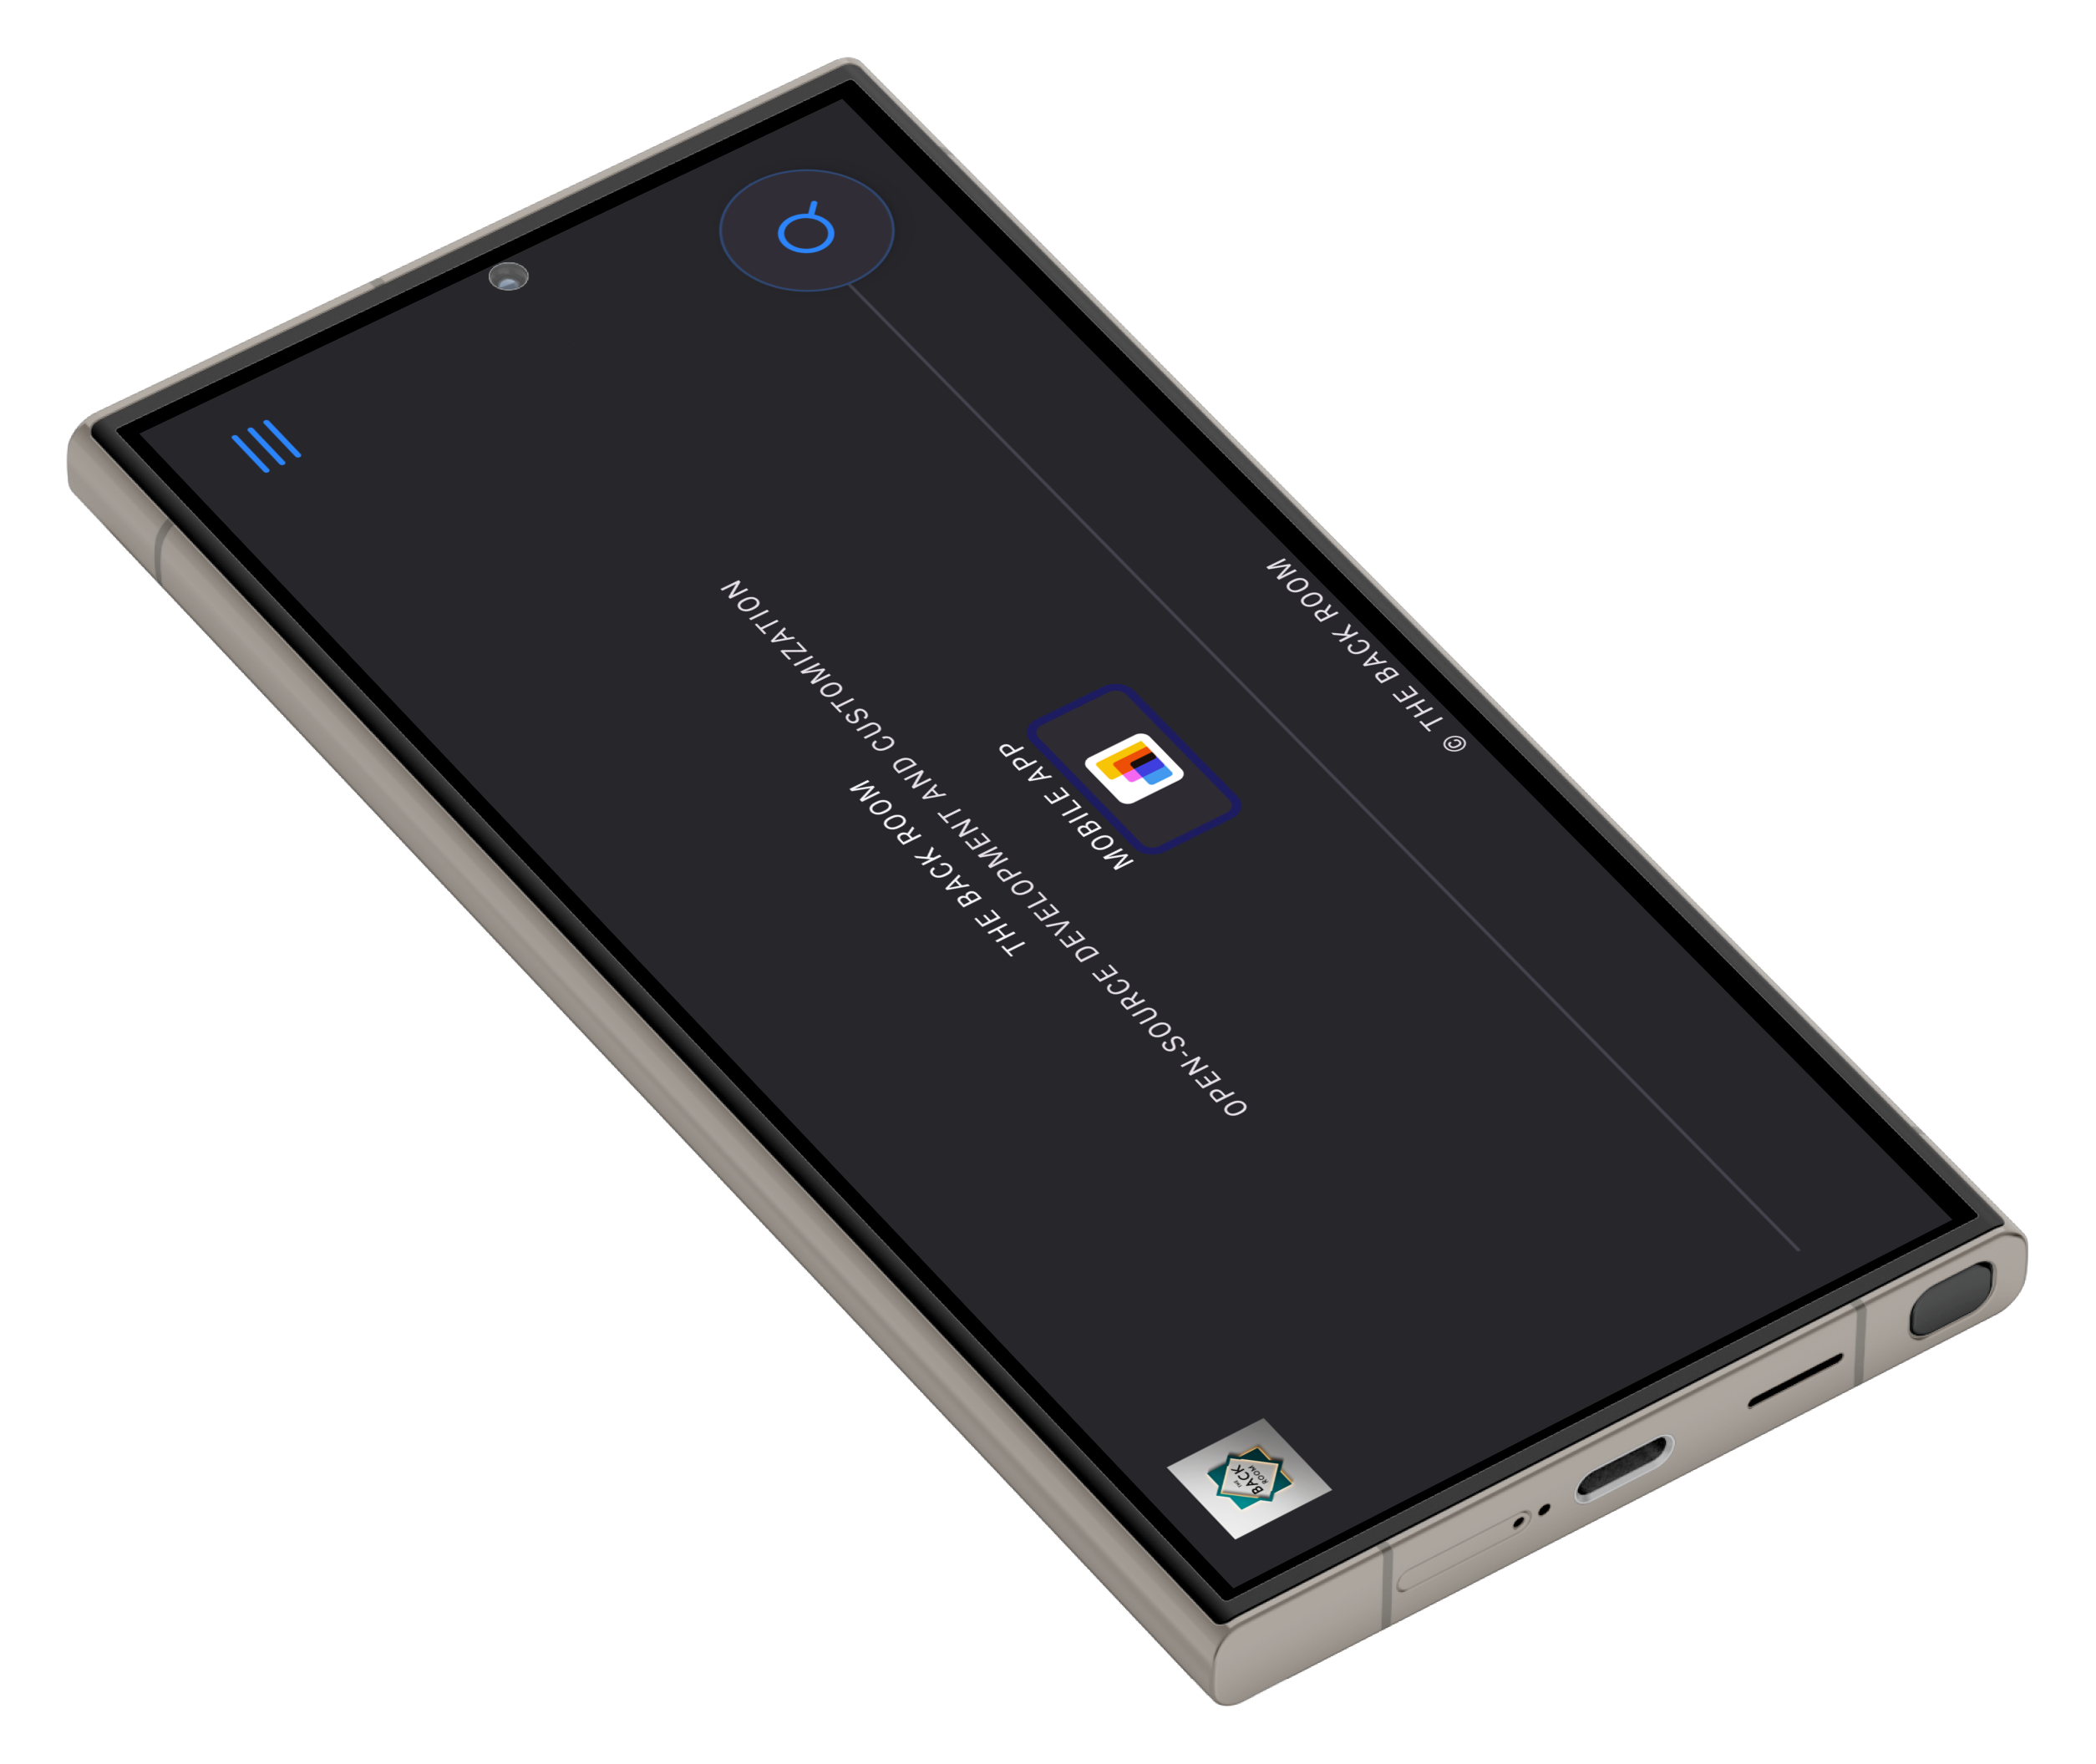 THE
BACK
ROOM
THE BACK ROOM
OPEN-SOURCE DEVELOPMENT AND CUSTOMIZATION
MOBILE APP
© THE BACK ROOM